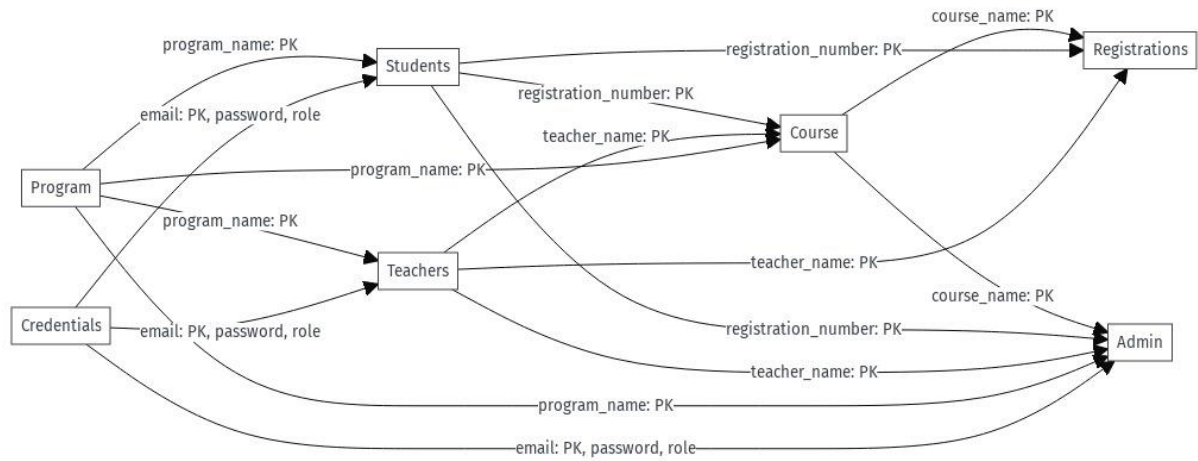 course_name: PK
program_name: PK
Students
registration_number: PK
Registrations
registration_number: PK
email: PK, password, role
teacher_name: PK
Course
program_name: PK
Program
program_name: PK
Teachers
teacher_name: PK
course_name: PK
Credentials
email: PK, password, role
registration_number: PK
Admin
teacher_name: PK
program_name: PK
email: PK, password, role